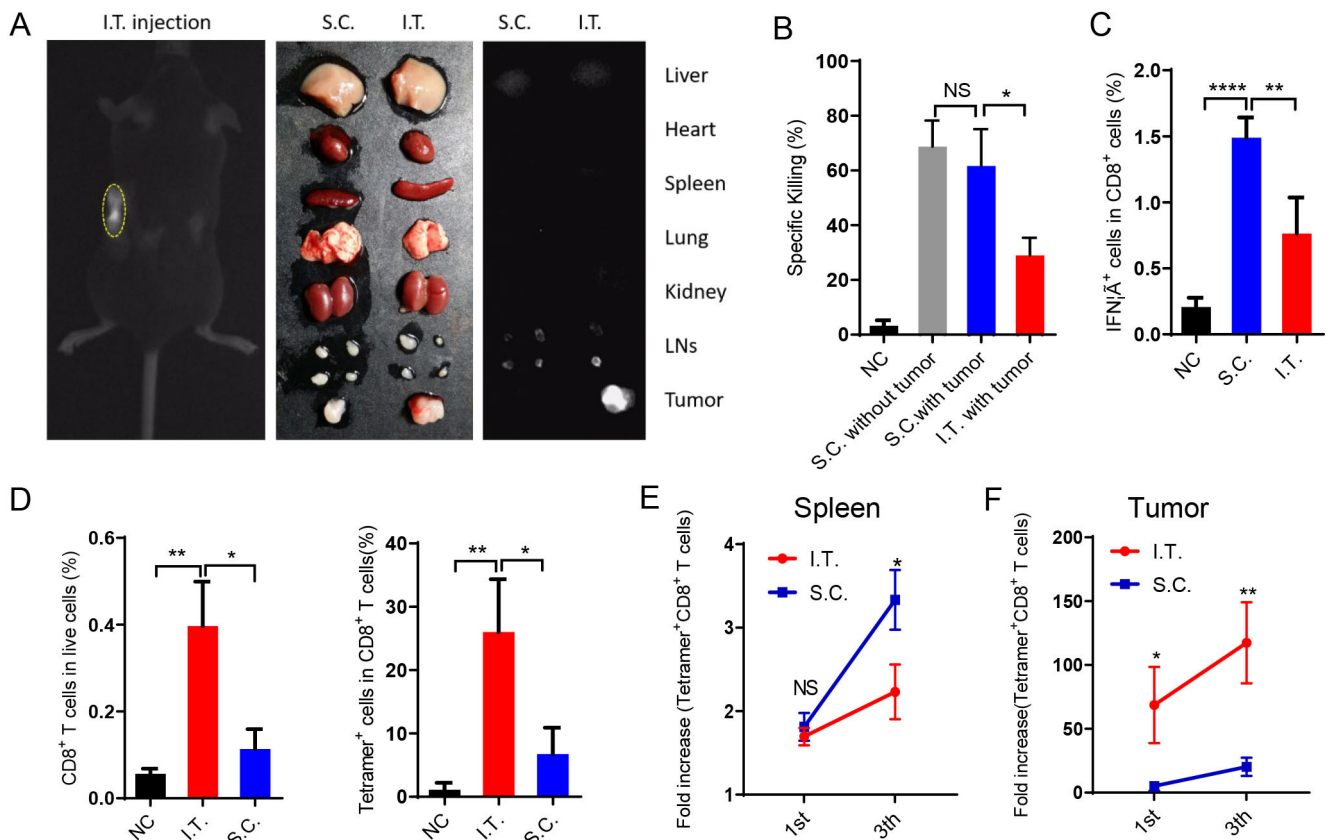 A
I.T. injection
S.C. I.T.
S.C. I.T.
Liver
Heart
Spleen
Lung
Kidney
LNs
Tumor
B
Specific Killing (%)
100
80
60
40
20
0
NS
*
NC
S.C. without tumor
S.C.with tumor
I.T. with tumor
C
IFN¡Ã⁺ cells in CD8⁺ cells (%)
2.0
1.5
1.0
0.5
0.0
****
**
NC
S.C.
I.T.
D
CD8⁺ T cells in live cells (%)
0.6
0.4
0.2
0.0
**
*
NC
I.T.
S.C.
Tetramer⁺ cells in CD8⁺ T cells(%)
40
30
20
10
0
**
*
NC
I.T.
S.C.
E
Spleen
Fold increase (Tetramer⁺CD8⁺ T cells)
4
3
2
1
I.T.
S.C.
NS
*
1st
3th
F
Tumor
Fold increase(Tetramer⁺CD8⁺ T cells)
200
150
100
75
50
25
0
I.T.
S.C.
*
**
1st
3th